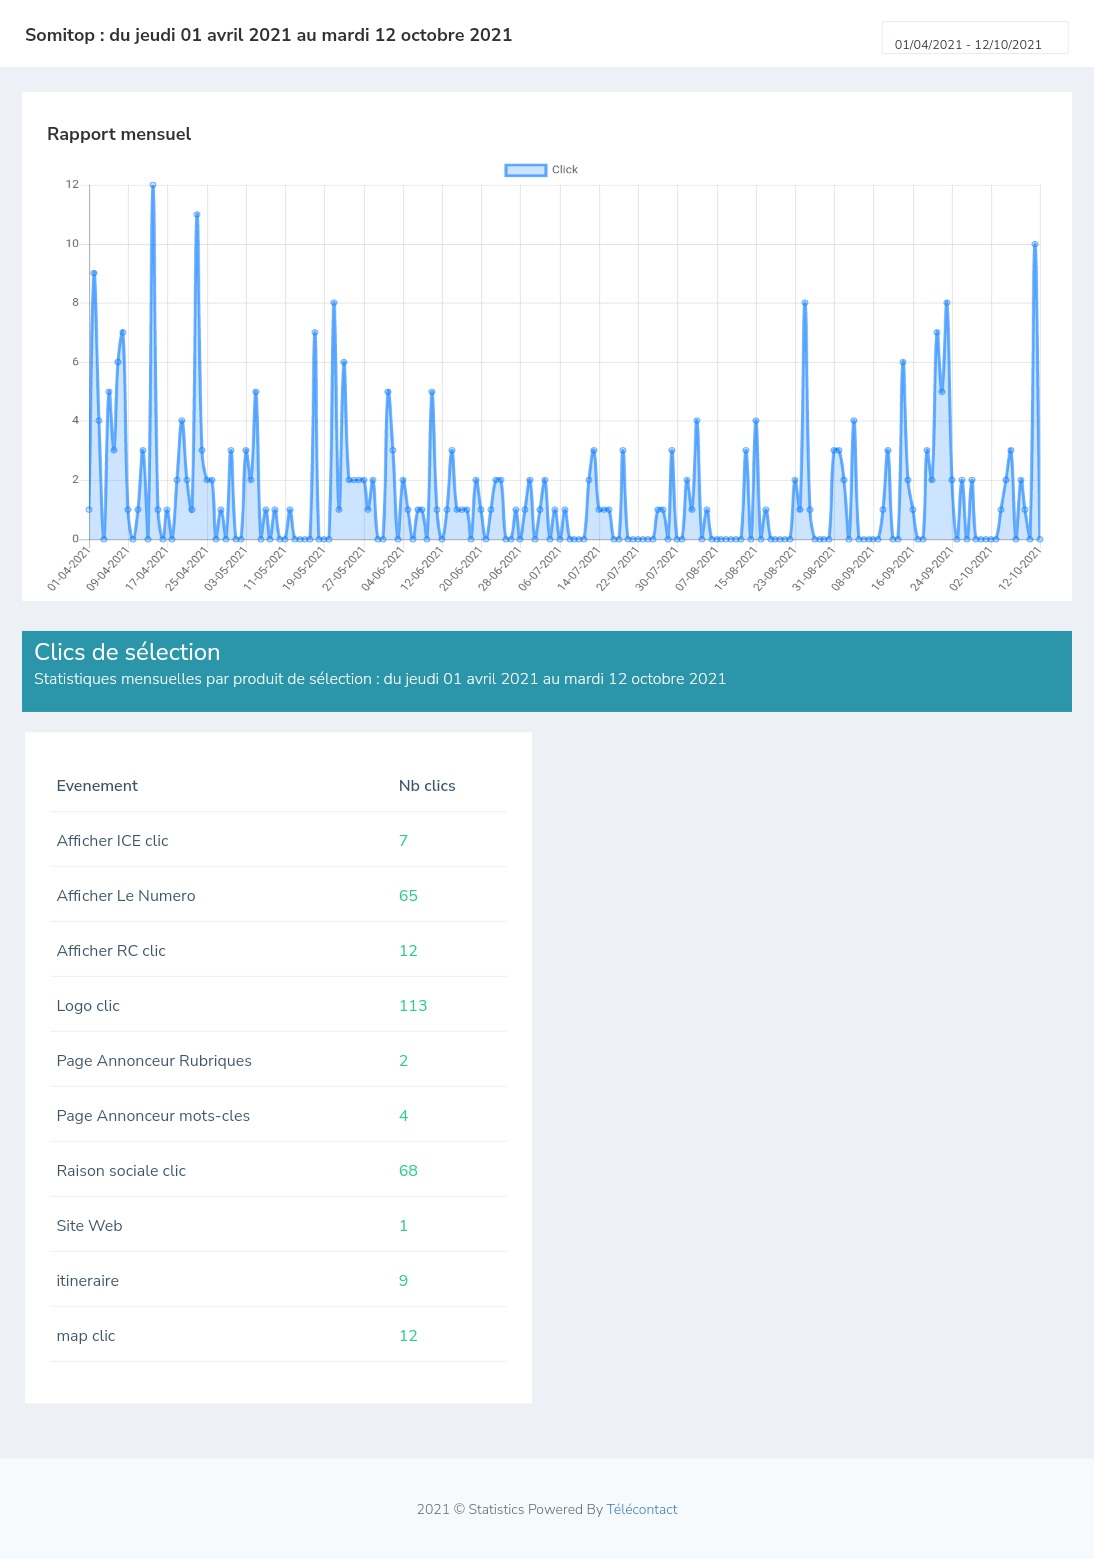 Somitop : du jeudi 01 avril 2021 au mardi 12 octobre 2021
01/04/2021 - 12/10/2021
Rapport mensuel
Click
12
10
8
6
4
2
0
01-04-2021
09-04-2021
17-04-2021
25-04-2021
03-05-2021
11-05-2021
19-05-2021
27-05-2021
04-06-2021
12-06-2021
20-06-2021
28-06-2021
06-07-2021
14-07-2021
22-07-2021
30-07-2021
07-08-2021
15-08-2021
23-08-2021
31-08-2021
08-09-2021
16-09-2021
24-09-2021
02-10-2021
12-10-2021
Clics de sélection
Statistiques mensuelles par produit de sélection : du jeudi 01 avril 2021 au mardi 12 octobre 2021
Evenement Nb clics
Afficher ICE clic 7
Afficher Le Numero 65
Afficher RC clic 12
Logo clic 113
Page Annonceur Rubriques 2
Page Annonceur mots-cles 4
Raison sociale clic 68
Site Web 1
itineraire 9
map clic 12
2021 © Statistics Powered By Télécontact